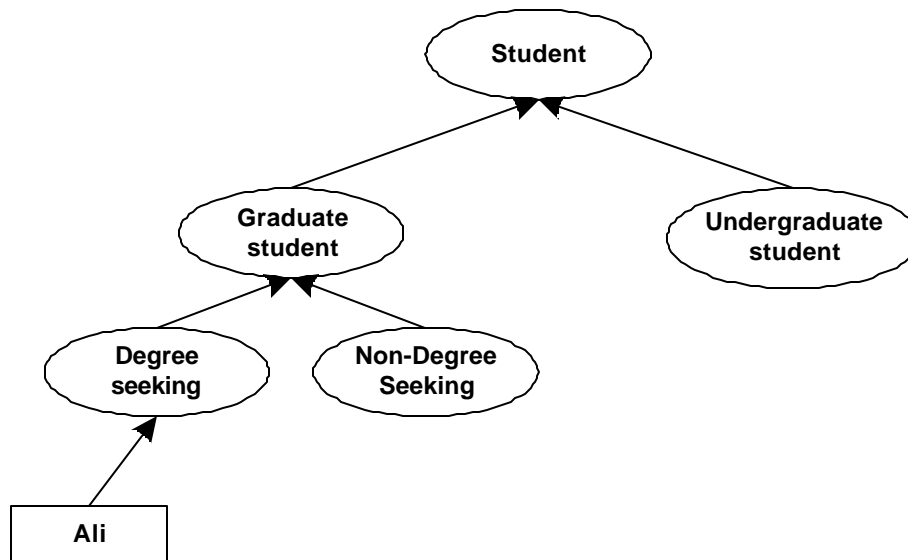 Student
Graduate
student
Undergraduate
student
Degree
seeking
Non-Degree
Seeking
Ali